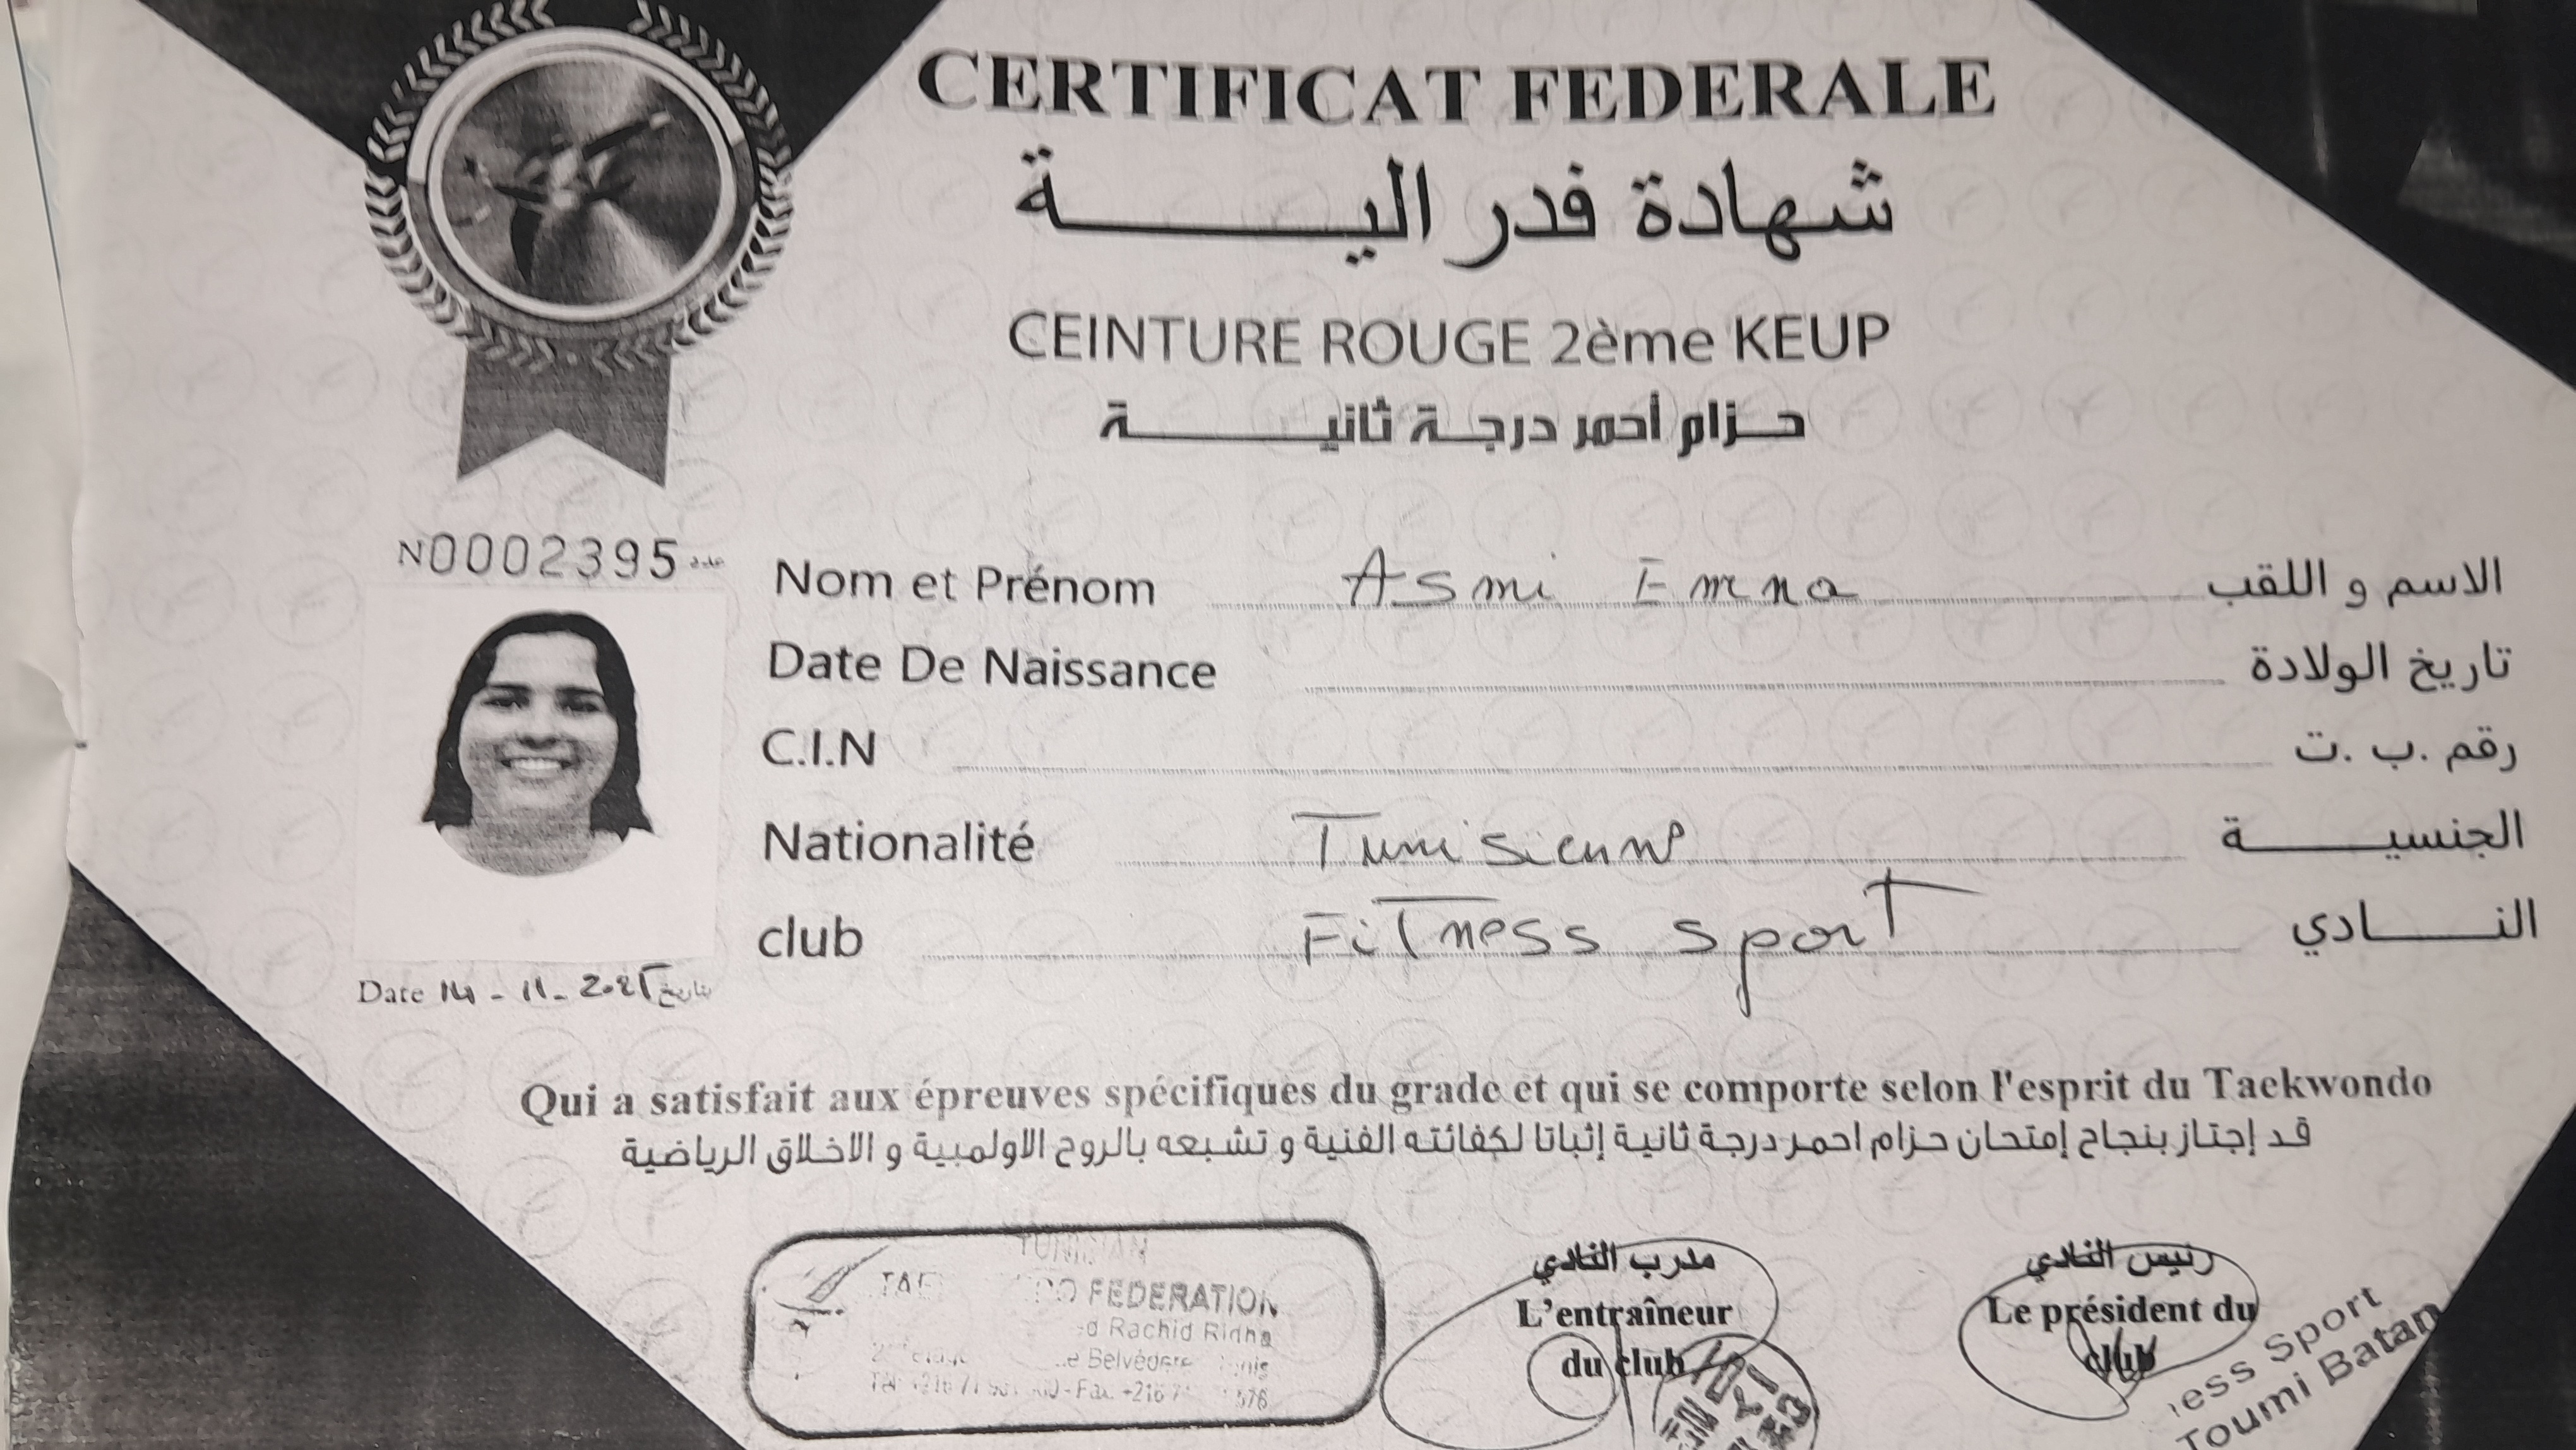 CERTIFICAT FEDERALE
شهادة فدرالية
CEINTURE ROUGE 2ème KEUP
حزام أحمر درجة ثانية
N0002395 عدد
Nom et Prénom Asmi Emna الاسم و اللقب
Date De Naissance تاريخ الولادة
C.I.N رقم .ب .ت
Nationalité Tunisienne الجنسية
club FiTness sporT النادي
Date 14 - 11 - 2021 بتاريخ
Qui a satisfait aux épreuves spécifiques du grade et qui se comporte selon l'esprit du Taekwondo
قد إجتاز بنجاح إمتحان حزام احمر درجة ثانية إثباتا لكفائته الفنية و تشبعه بالروح الاولمبية و الاخلاق الرياضية
TUNISIAN
FEDERATION
Rachid Ridha
Belvédère
مدرب النادي
L'entraîneur
du club
رئيس النادي
Le président du
club
Sport
Toumi Batan